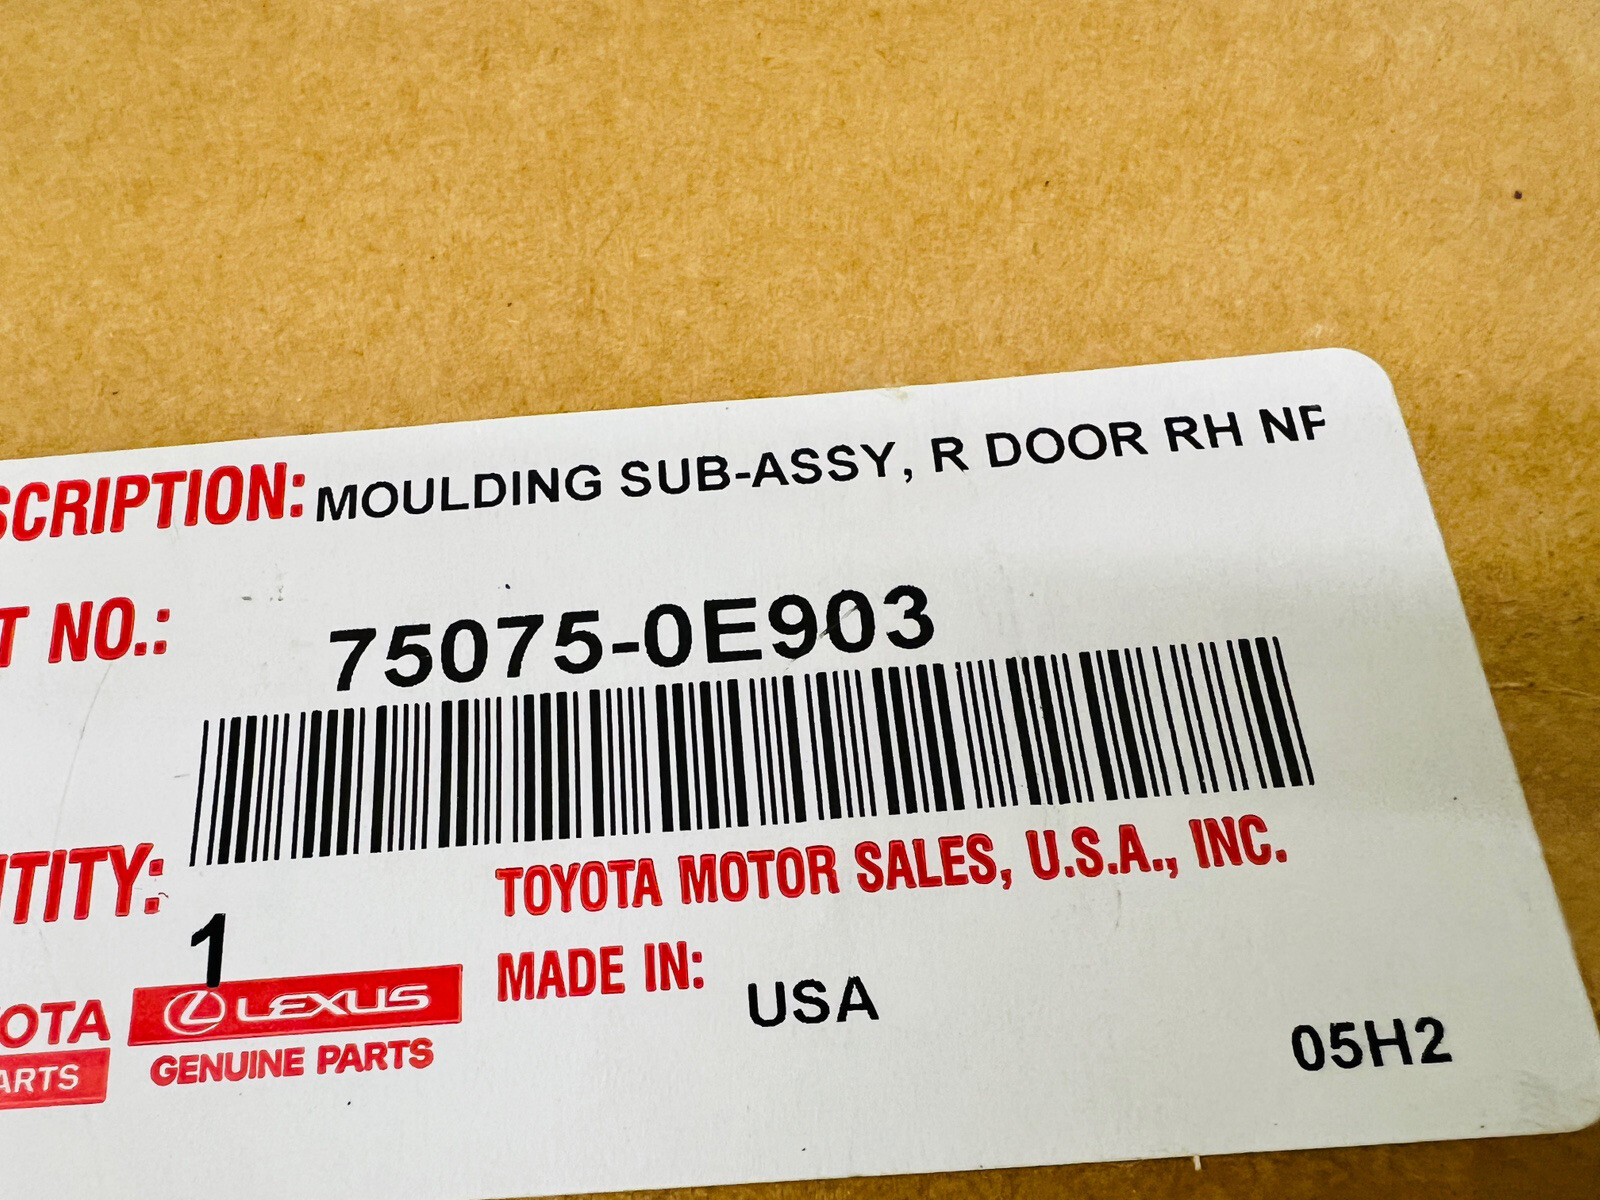 SCRIPTION: MOULDING SUB-ASSY, R DOOR RH NF
T NO.: 75075-0E903
NTITY: 1
TOYOTA MOTOR SALES, U.S.A., INC.
MADE IN: USA
OTA
ARTS
LEXUS
GENUINE PARTS
05H2